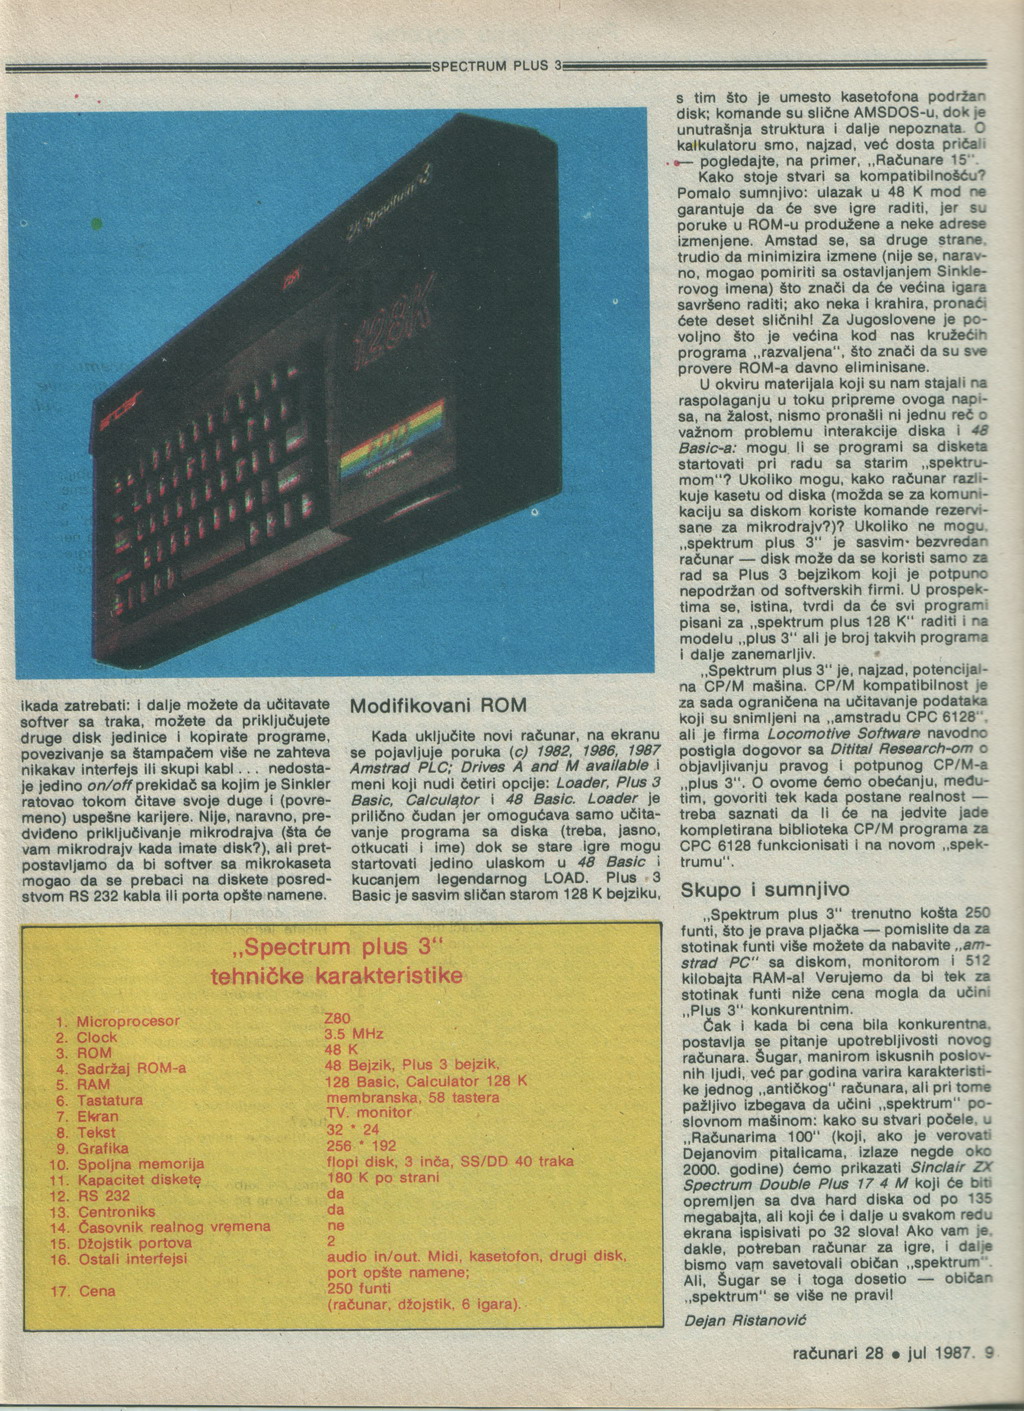 SPECTRUM PLUS 3
Sinclair
128K
ikada zatrebati: i dalje možete da učitavate
softver sa traka, možete da priključujete
druge disk jedinice i kopirate programe,
povezivanje sa štampačem više ne zahteva
nikakav interfejs ili skupi kabl... nedosta-
je jedino on/off prekidač sa kojim je Sinkler
ratovao tokom čitave svoje duge i (povre-
meno) uspešne karijere. Nije, naravno, pre-
dviđeno priključivanje mikrodrajva (šta će
vam mikrodrajv kada imate disk?), ali pret-
postavljamo da bi softver sa mikrokaseta
mogao da se prebaci na diskete posred-
stvom RS 232 kabla ili porta opšte namene.
Modifikovani ROM
Kada uključite novi računar, na ekranu
se pojavljuje poruka (c) 1982, 1986, 1987
Amstrad PLC; Drives A and M available i
meni koji nudi četiri opcije: Loader, Plus 3
Basic, Calculator i 48 Basic. Loader je
prilično čudan jer omogućava samo učita-
vanje programa sa diska (treba, jasno,
otkucati i ime) dok se stare igre mogu
startovati jedino ulaskom u 48 Basic i
kucanjem legendarnog LOAD. Plus 3
Basic je sasvim sličan starom 128 K bejziku,
s tim što je umesto kasetofona podržan
disk; komande su slične AMSDOS-u, dok je
unutrašnja struktura i dalje nepoznata. O
kalkulatoru smo, najzad, već dosta pričali
— pogledajte, na primer, „Računare 15“.
Kako stoje stvari sa kompatibilnošću?
Pomalo sumnjivo: ulazak u 48 K mod ne
garantuje da će sve igre raditi, jer su
poruke u ROM-u produžene a neke adrese
izmenjene. Amstad se, sa druge strane,
trudio da minimizira izmene (nije se, narav-
no, mogao pomiriti sa ostavljanjem Sinkle-
rovog imena) što znači da će većina igara
savršeno raditi; ako neka i krahira, pronaći
ćete deset sličnih! Za Jugoslovene je po-
voljno što je većina kod nas kružećih
programa „razvaljena“, što znači da su sve
provere ROM-a davno eliminisane.
U okviru materijala koji su nam stajali na
raspolaganju u toku pripreme ovoga napi-
sa, na žalost, nismo pronašli ni jednu reč o
važnom problemu interakcije diska i 48
Basic-a: mogu li se programi sa disketa
startovati pri radu sa starim „spektru-
mom“? Ukoliko mogu, kako računar razli-
kuje kasetu od diska (možda se za komuni-
kaciju sa diskom koriste komande rezervi-
sane za mikrodrajv?)? Ukoliko ne mogu,
„spektrum plus 3“ je sasvim bezvredan
računar — disk može da se koristi samo za
rad sa Plus 3 bejzikom koji je potpuno
nepodržan od softverskih firmi. U prospek-
tima se, istina, tvrdi da će svi programi
pisani za „spektrum plus 128 K“ raditi i na
modelu „plus 3“ ali je broj takvih programa
i dalje zanemarljiv.
„Spektrum plus 3“ je, najzad, potencijal-
na CP/M mašina. CP/M kompatibilnost je
za sada ograničena na učitavanje podataka
koji su snimljeni na „amstradu CPC 6128“,
ali je firma Locomotive Software navodno
postigla dogovor sa Ditital Research-om o
objavljivanju pravog i potpunog CP/M-a
„plus 3“. O ovome ćemo obećanju, među-
tim, govoriti tek kada postane realnost —
treba saznati da li će na jedvite jade
kompletirana biblioteka CP/M programa za
CPC 6128 funkcionisati i na novom „spek-
trumu“.
Skupo i sumnjivo
„Spektrum plus 3“ trenutno košta 250
funti, što je prava pljačka — pomislite da za
stotinak funti više možete da nabavite „am-
strad PC“ sa diskom, monitorom i 512
kilobajta RAM-a! Verujemo da bi tek za
stotinak funti niže cena mogla da učini
„Plus 3“ konkurentnim.
Čak i kada bi cena bila konkurentna,
postavlja se pitanje upotrebljivosti novog
računara. Šugar, manirom iskusnih poslov-
nih ljudi, već par godina varira karakteristi-
ke jednog „antičkog“ računara, ali pri tome
pažljivo izbegava da učini „spektrum“ po-
slovnom mašinom: kako su stvari počele, u
„Računarima 100“ (koji, ako je verovati
Dejanovim pitalicama, izlaze negde oko
2000. godine) ćemo prikazati Sinclair ZX
Spectrum Double Plus 17 4 M koji će biti
opremljen sa dva hard diska od po 135
megabajta, ali koji će i dalje u svakom redu
ekrana ispisivati po 32 slova! Ako vam je,
dakle, potreban računar za igre, i dalje
bismo vam savetovali običan „spektrum“.
Ali, Šugar se i toga dosetio — običan
„spektrum“ se više ne pravi!
Dejan Ristanović
„Spectrum plus 3“
tehničke karakteristike
1. Microprocesor Z80
2. Clock 3.5 MHz
3. ROM 48 K
4. Sadržaj ROM-a 48 Bejzik, Plus 3 bejzik,
5. RAM 128 Basic, Calculator 128 K
6. Tastatura membranska, 58 tastera
7. Ekran TV. monitor
8. Tekst 32 * 24
9. Grafika 256 * 192
10. Spoljna memorija flopi disk, 3 inča, SS/DD 40 traka
11. Kapacitet diskete 180 K po strani
12. RS 232 da
13. Centroniks da
14. Časovnik realnog vremena ne
15. Džojstik portova 2
16. Ostali interfejsi audio in/out. Midi, kasetofon, drugi disk,
port opšte namene;
17. Cena 250 funti
(računar, džojstik, 6 igara).
računari 28 • jul 1987. 9